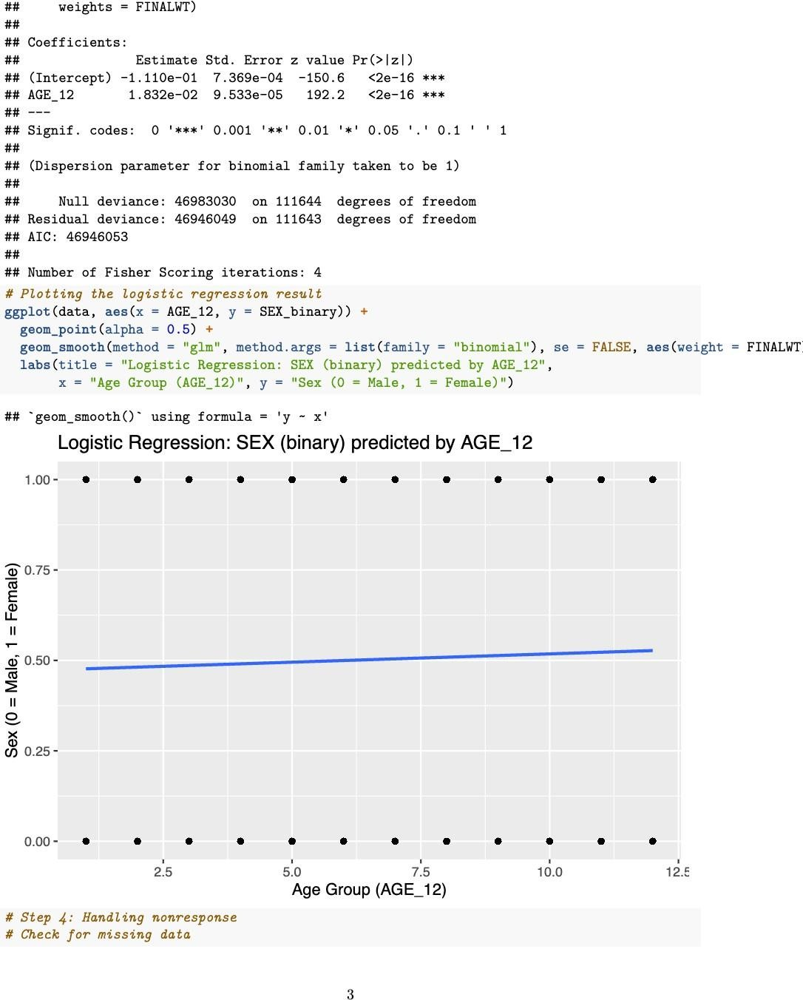 ##     weights = FINALWT)
##
## Coefficients:
##               Estimate Std. Error z value Pr(>|z|)
## (Intercept) -1.110e-01  7.369e-04  -150.6   <2e-16 ***
## AGE_12       1.832e-02  9.533e-05   192.2   <2e-16 ***
## ---
## Signif. codes:  0 '***' 0.001 '**' 0.01 '*' 0.05 '.' 0.1 ' ' 1
##
## (Dispersion parameter for binomial family taken to be 1)
##
##     Null deviance: 46983030  on 111644  degrees of freedom
## Residual deviance: 46946049  on 111643  degrees of freedom
## AIC: 46946053
##
## Number of Fisher Scoring iterations: 4
# Plotting the logistic regression result
ggplot(data, aes(x = AGE_12, y = SEX_binary)) +
  geom_point(alpha = 0.5) +
  geom_smooth(method = "glm", method.args = list(family = "binomial"), se = FALSE, aes(weight = FINALWT)
  labs(title = "Logistic Regression: SEX (binary) predicted by AGE_12",
       x = "Age Group (AGE_12)", y = "Sex (0 = Male, 1 = Female)")
## `geom_smooth()` using formula = 'y ~ x'
Logistic Regression: SEX (binary) predicted by AGE_12
1.00
0.75
0.50
0.25
0.00
Sex (0 = Male, 1 = Female)
2.5 5.0 7.5 10.0 12.5
Age Group (AGE_12)
# Step 4: Handling nonresponse
# Check for missing data
3